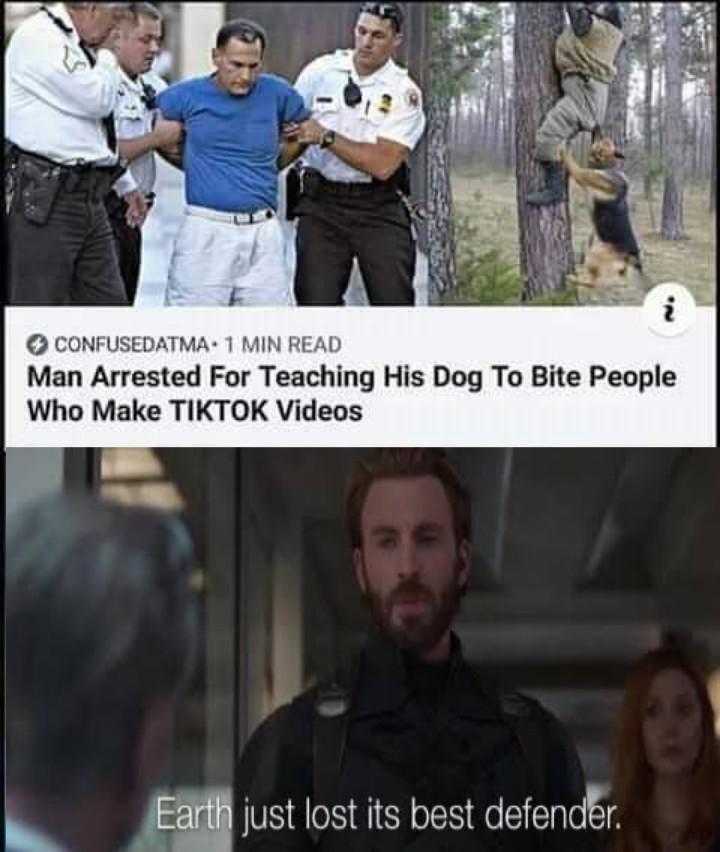 CONFUSEDATMA• 1 MIN READ
Man Arrested For Teaching His Dog To Bite People
Who Make TIKTOK Videos
Earth just lost its best defender.